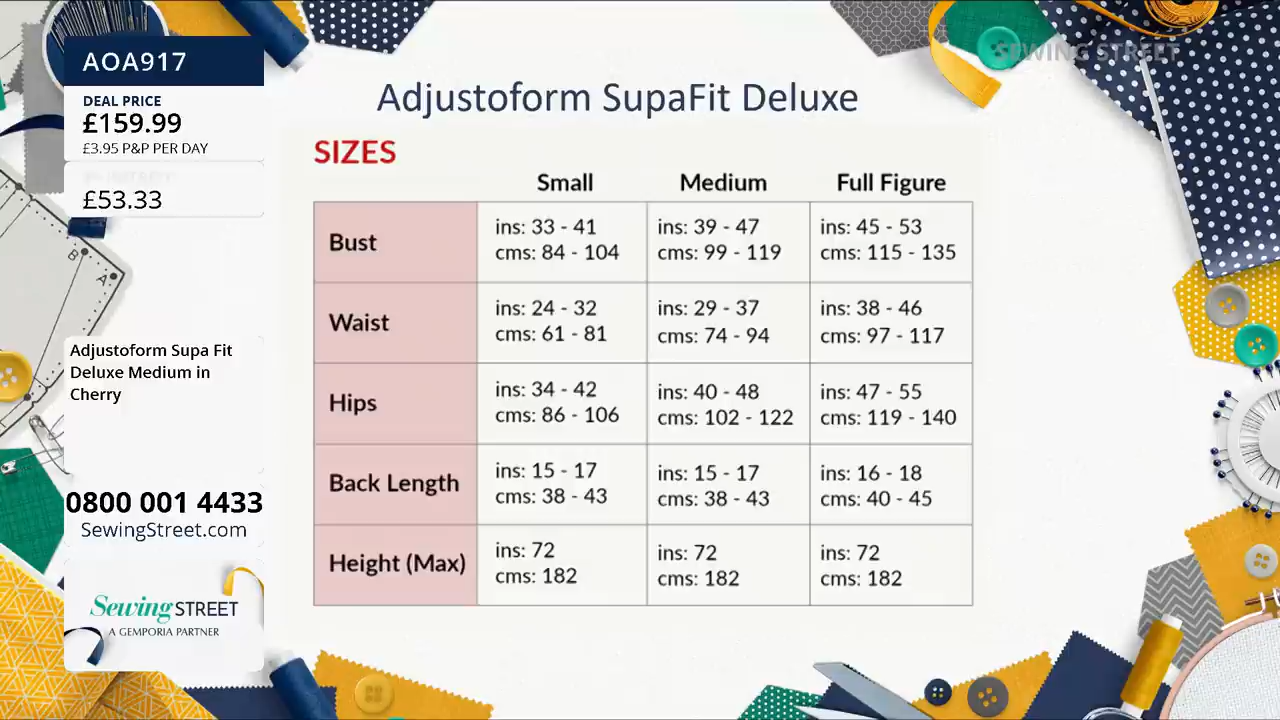 AOA917
DEAL PRICE
£159.99
£3.95 P&P PER DAY
£53.33
Adjustoform Supa Fit
Deluxe Medium in
Cherry
0800 001 4433
SewingStreet.com
Sewing STREET
A GEMPORIA PARTNER
SEWING STREET
Adjustoform SupaFit Deluxe
SIZES
Small Medium Full Figure
Bust
ins: 33 - 41 ins: 39 - 47 ins: 45 - 53
cms: 84 - 104 cms: 99 - 119 cms: 115 - 135
Waist
ins: 24 - 32 ins: 29 - 37 ins: 38 - 46
cms: 61 - 81 cms: 74 - 94 cms: 97 - 117
Hips
ins: 34 - 42 ins: 40 - 48 ins: 47 - 55
cms: 86 - 106 cms: 102 - 122 cms: 119 - 140
Back Length
ins: 15 - 17 ins: 15 - 17 ins: 16 - 18
cms: 38 - 43 cms: 38 - 43 cms: 40 - 45
Height (Max)
ins: 72 ins: 72 ins: 72
cms: 182 cms: 182 cms: 182
B
A